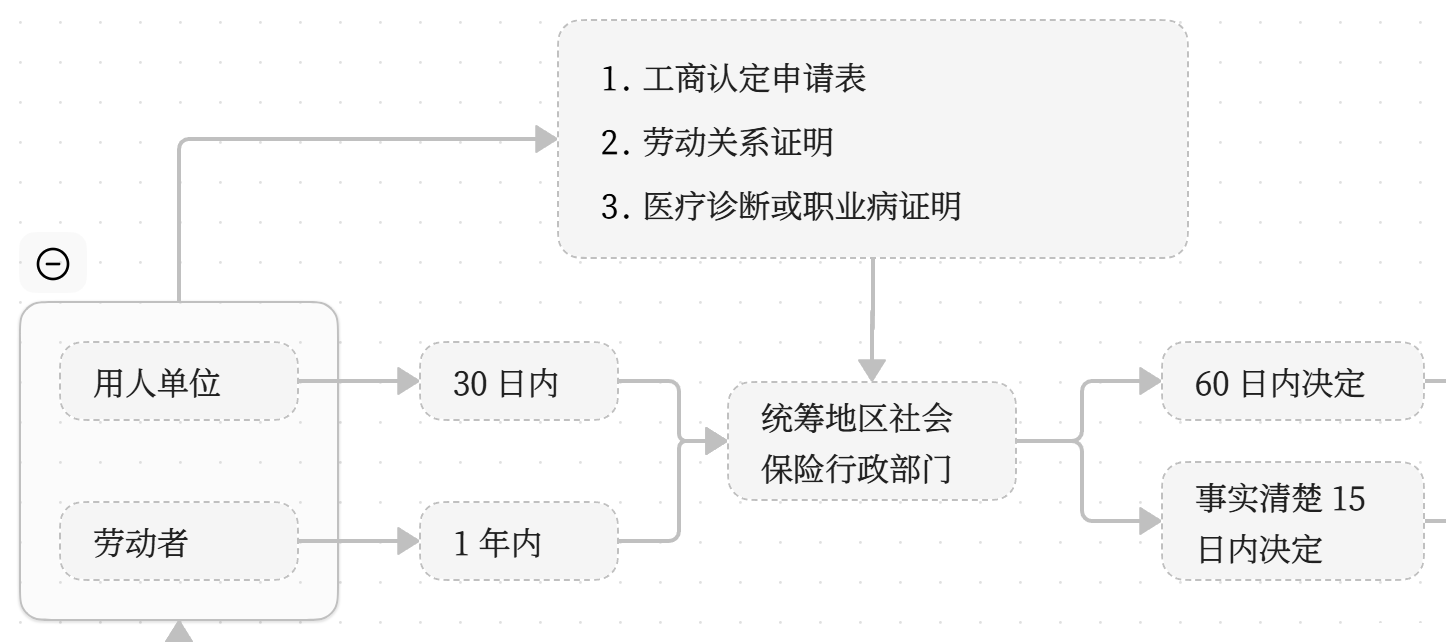 1. 工商认定申请表
2. 劳动关系证明
3. 医疗诊断或职业病证明
用人单位
30 日内
统筹地区社会
保险行政部门
60 日内决定
劳动者
1 年内
事实清楚 15
日内决定